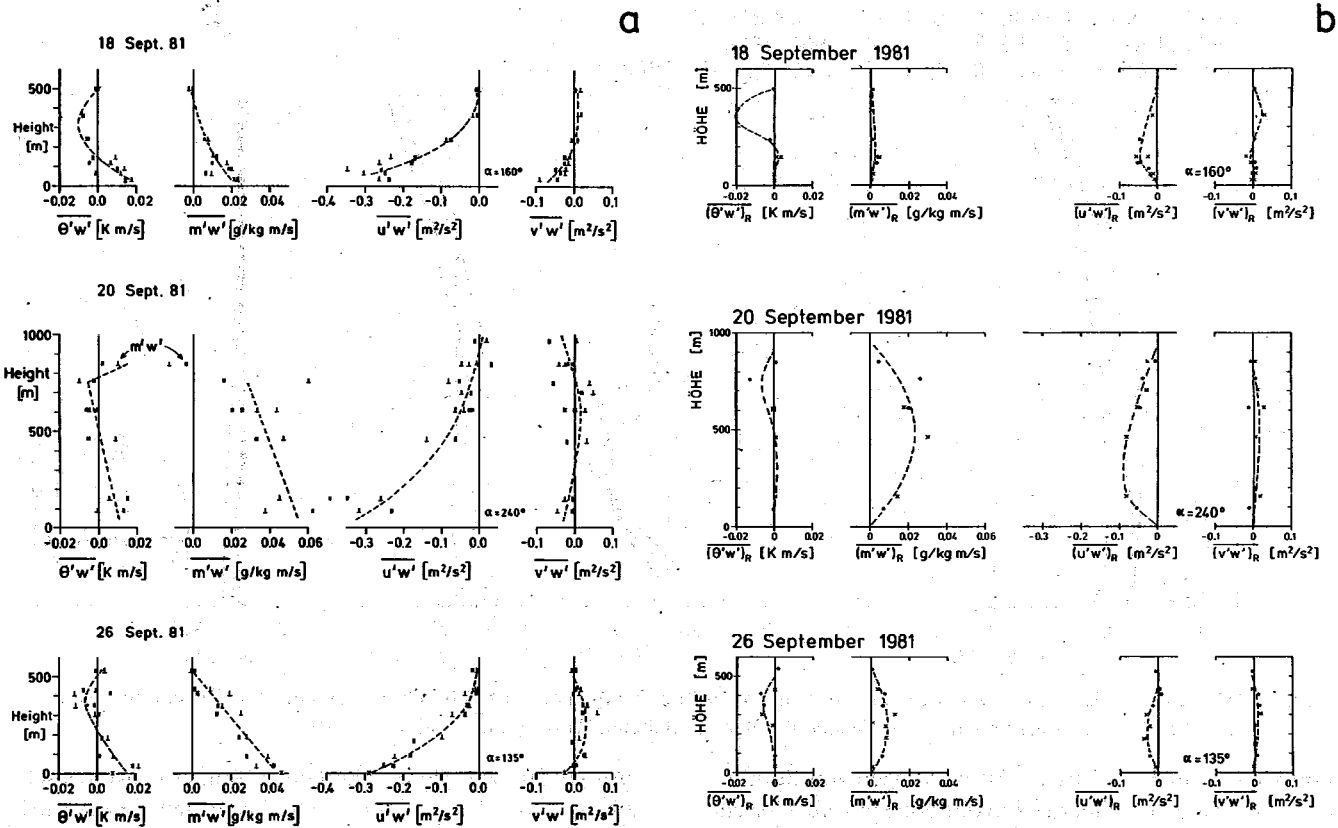 a
18 Sept. 81
500
Height
[m]
0
α=160°
-0.02 0 0.02
0.0 0.02 0.04
-0.4 -0.3 -0.2 -0.1 0.0
-0.1 0.0 0.1
θ'w' [K m/s]
m'w' [g/kg m/s]
u'w' [m²/s²]
v'w' [m²/s²]
20 Sept. 81
1000
m'w'
Height
[m]
500
0
α=240°
-0.02 0 0.02
0.0 0.02 0.04 0.06
-0.3 -0.2 -0.1 0.0
-0.1 0.0 0.1
θ'w' [K m/s]
m'w' [g/kg m/s]
u'w' [m²/s²]
v'w' [m²/s²]
26 Sept. 81
500
Height
[m]
0
α=135°
-0.02 0 0.02
0.0 0.02 0.04
-0.4 -0.3 -0.2 -0.1 0.0
-0.1 0.0 0.1
θ'w' [K m/s]
m'w' [g/kg m/s]
u'w' [m²/s²]
v'w' [m²/s²]
b
18 September 1981
HÖHE [m]
500
0
α=160°
-0.02 0 0.02
0 0.02 0.04
-0.1 0
-0.1 0 0.1
(θ'w')R [K m/s]
(m'w')R [g/kg m/s]
(u'w')R [m²/s²]
(v'w')R [m²/s²]
20 September 1981
HÖHE [m]
1000
500
0
α=240°
-0.02 0 0.02
0 0.02 0.04 0.06
-0.3 -0.2 -0.1 0
-0.1 0 0.1
(θ'w')R [K m/s]
(m'w')R [g/kg m/s]
(u'w')R [m²/s²]
(v'w')R [m²/s²]
26 September 1981
HÖHE [m]
500
0
α=135°
-0.02 0 0.02
0 0.02 0.04
-0.1 0
-0.1 0 0.1
(θ'w')R [K m/s]
(m'w')R [g/kg m/s]
(u'w')R [m²/s²]
(v'w')R [m²/s²]